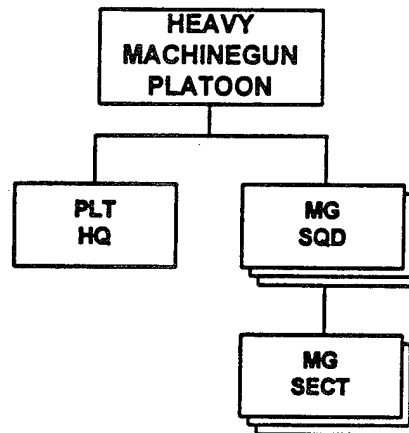 HEAVY
MACHINEGUN
PLATOON
PLT
HQ
MG
SQD
MG
SECT